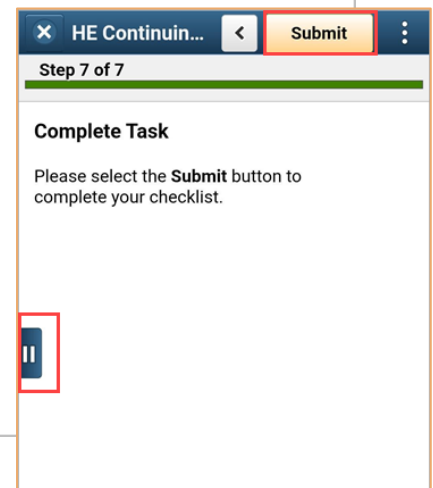 HE Continuin... Submit
Step 7 of 7
Complete Task
Please select the Submit button to
complete your checklist.